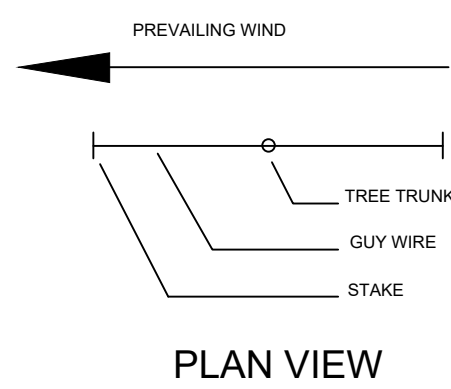 PREVAILING WIND
TREE TRUNK
GUY WIRE
STAKE
PLAN VIEW